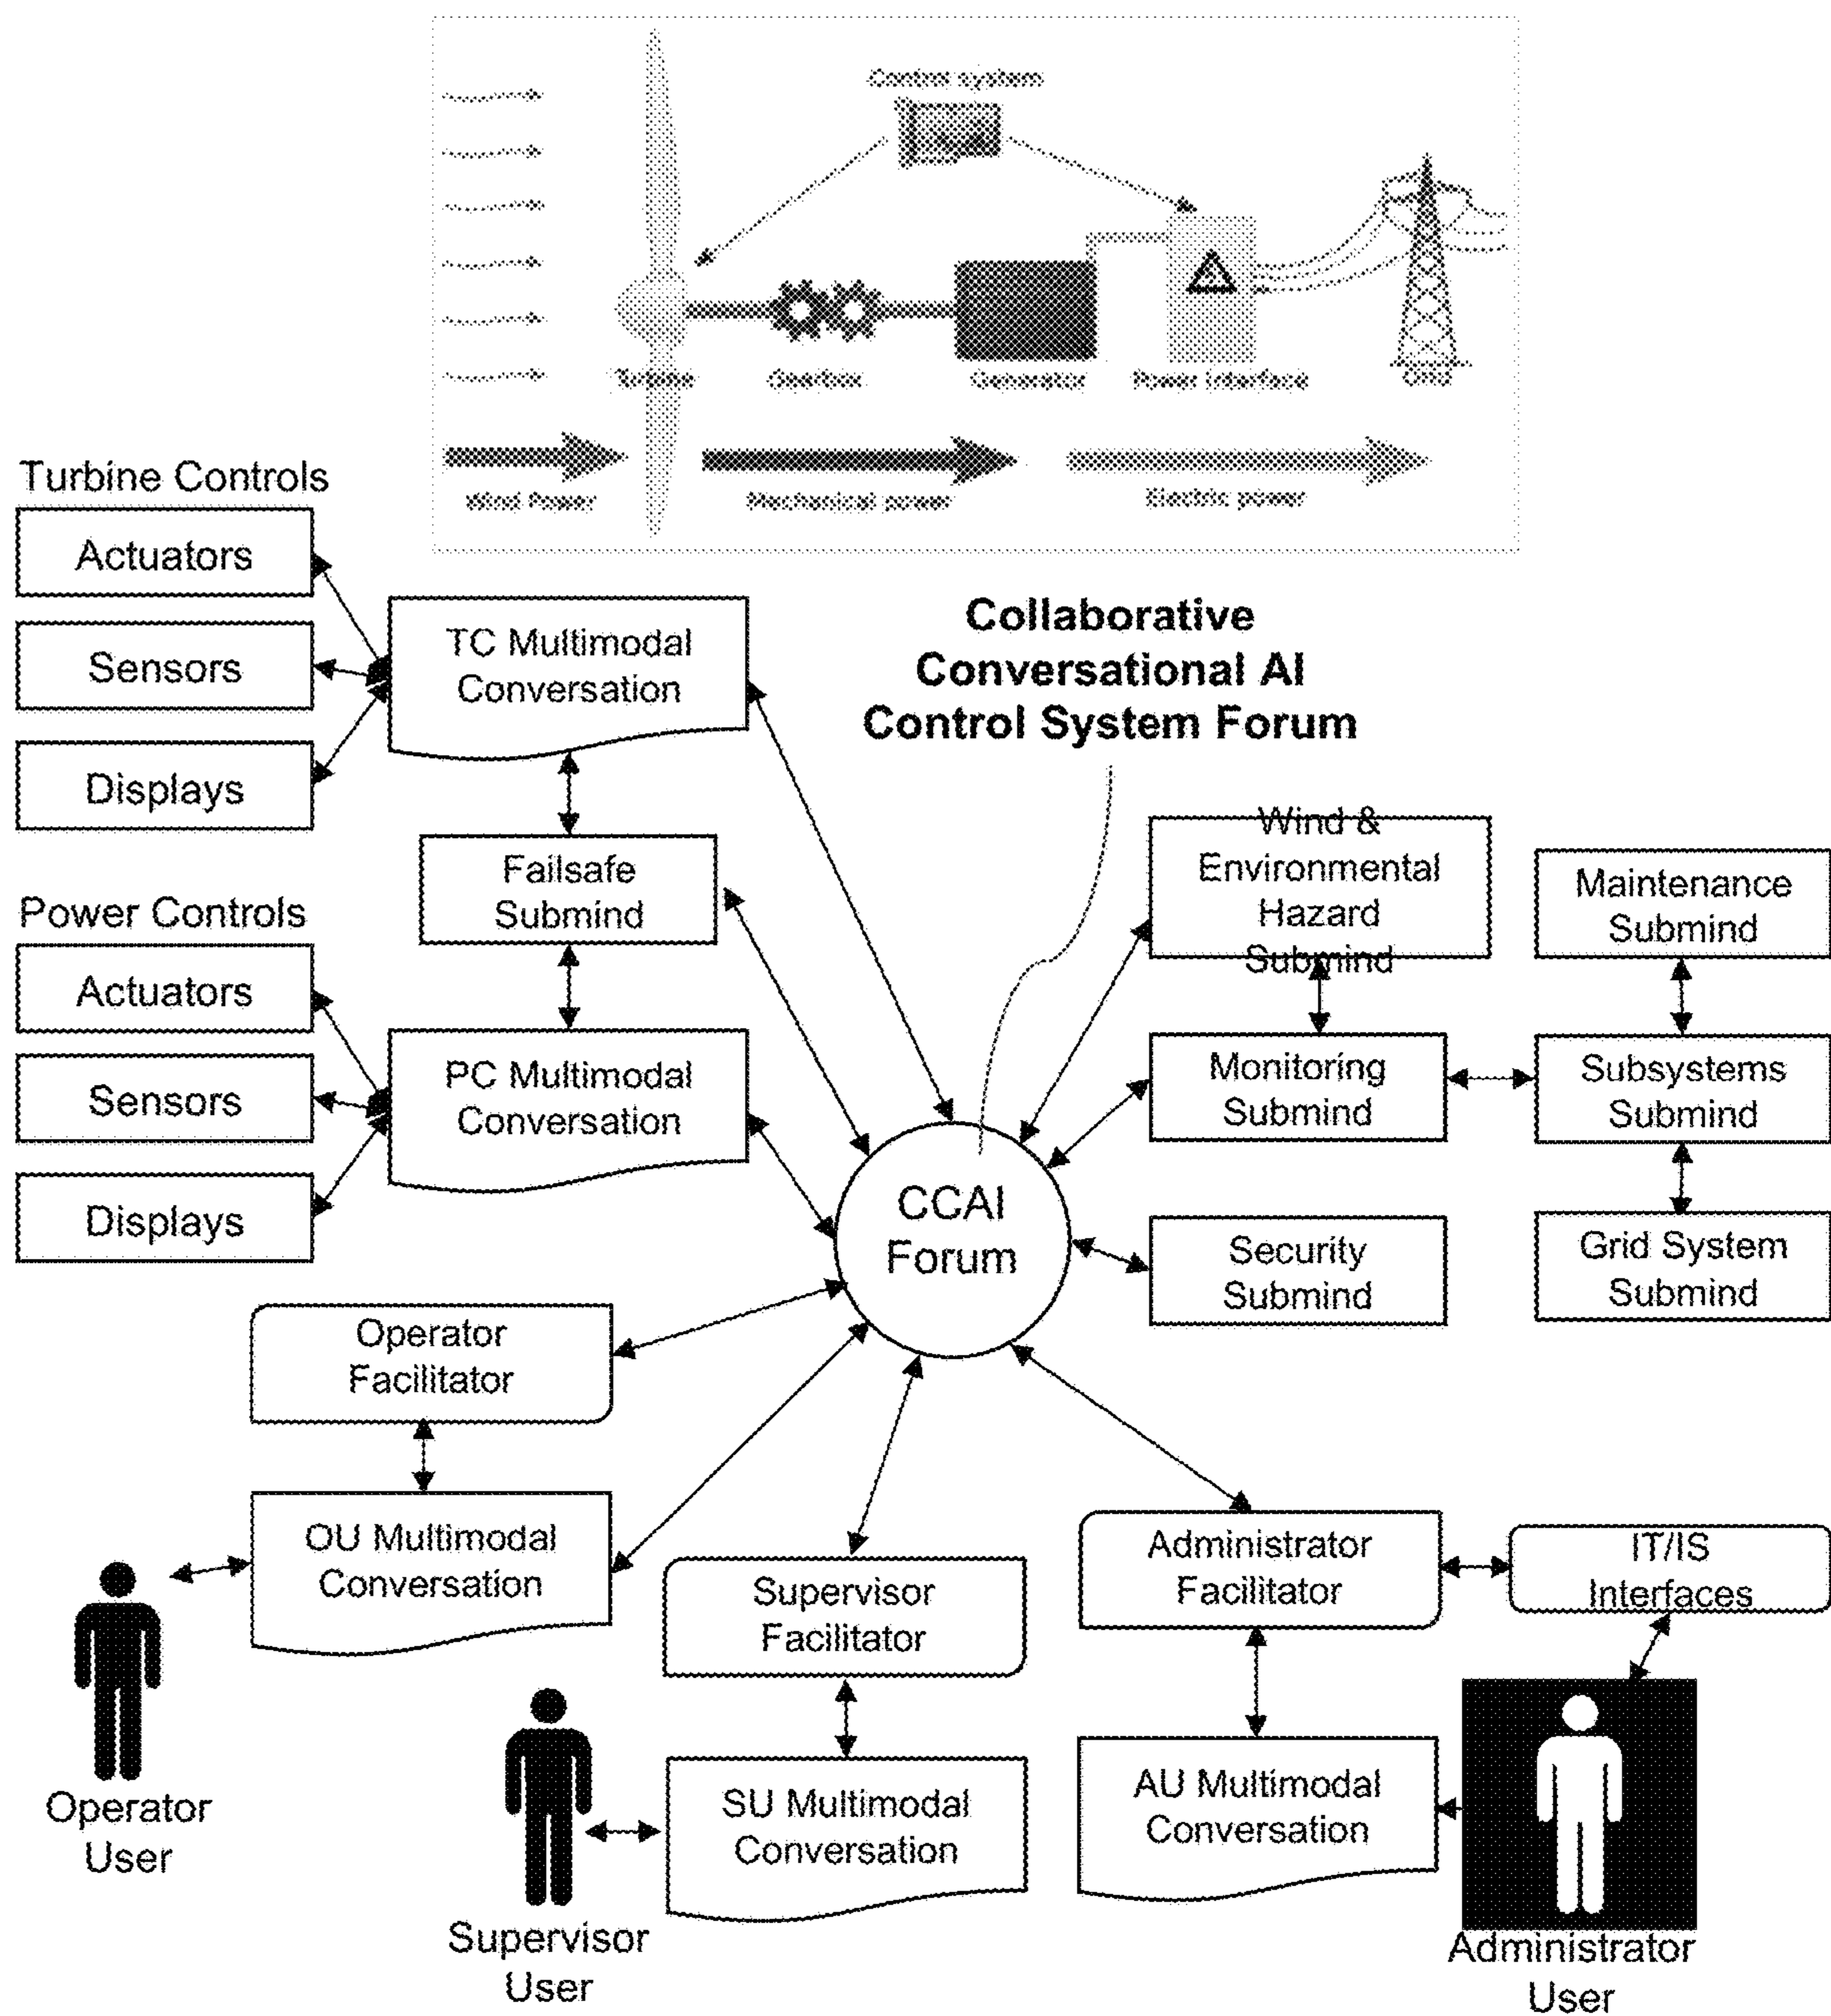 Control system
Turbine
Gearbox
Generator
Power interface
Grid
Wind Power
Mechanical power
Electric power
Turbine Controls
Actuators
Sensors
Displays
TC Multimodal
Conversation
Collaborative
Conversational AI
Control System Forum
Failsafe
Submind
Power Controls
Actuators
Sensors
Displays
PC Multimodal
Conversation
Wind &
Environmental
Hazard
Submind
Maintenance
Submind
Monitoring
Submind
Subsystems
Submind
CCAI
Forum
Security
Submind
Grid System
Submind
Operator
Facilitator
OU Multimodal
Conversation
Operator
User
Supervisor
Facilitator
SU Multimodal
Conversation
Supervisor
User
Administrator
Facilitator
IT/IS
Interfaces
AU Multimodal
Conversation
Administrator
User